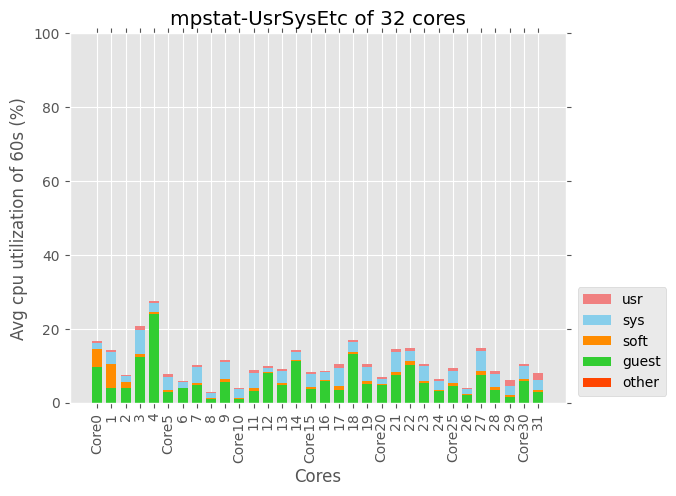 mpstat-UsrSysEtc of 32 cores
Avg cpu utilization of 60s (%)
100
80
60
40
20
0
Core0
1
2
3
4
Core5
6
7
8
9
Core10
11
12
13
14
Core15
16
17
18
19
Core20
21
22
23
24
Core25
26
27
28
29
Core30
31
Cores
usr
sys
soft
guest
other